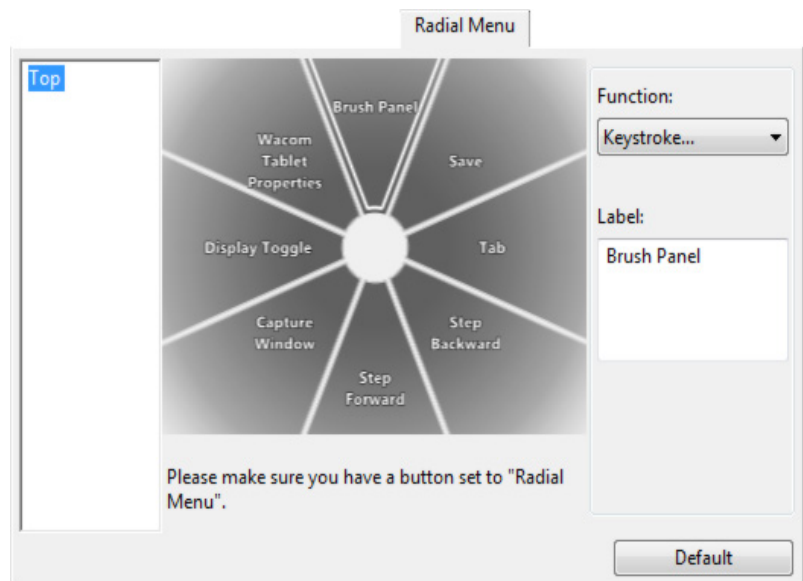 Radial Menu
Top
Brush Panel
Wacom
Tablet
Properties
Save
Display Toggle
Tab
Capture
Window
Step
Backward
Step
Forward
Please make sure you have a button set to "Radial
Menu".
Function:
Keystroke...
Label:
Brush Panel
Default